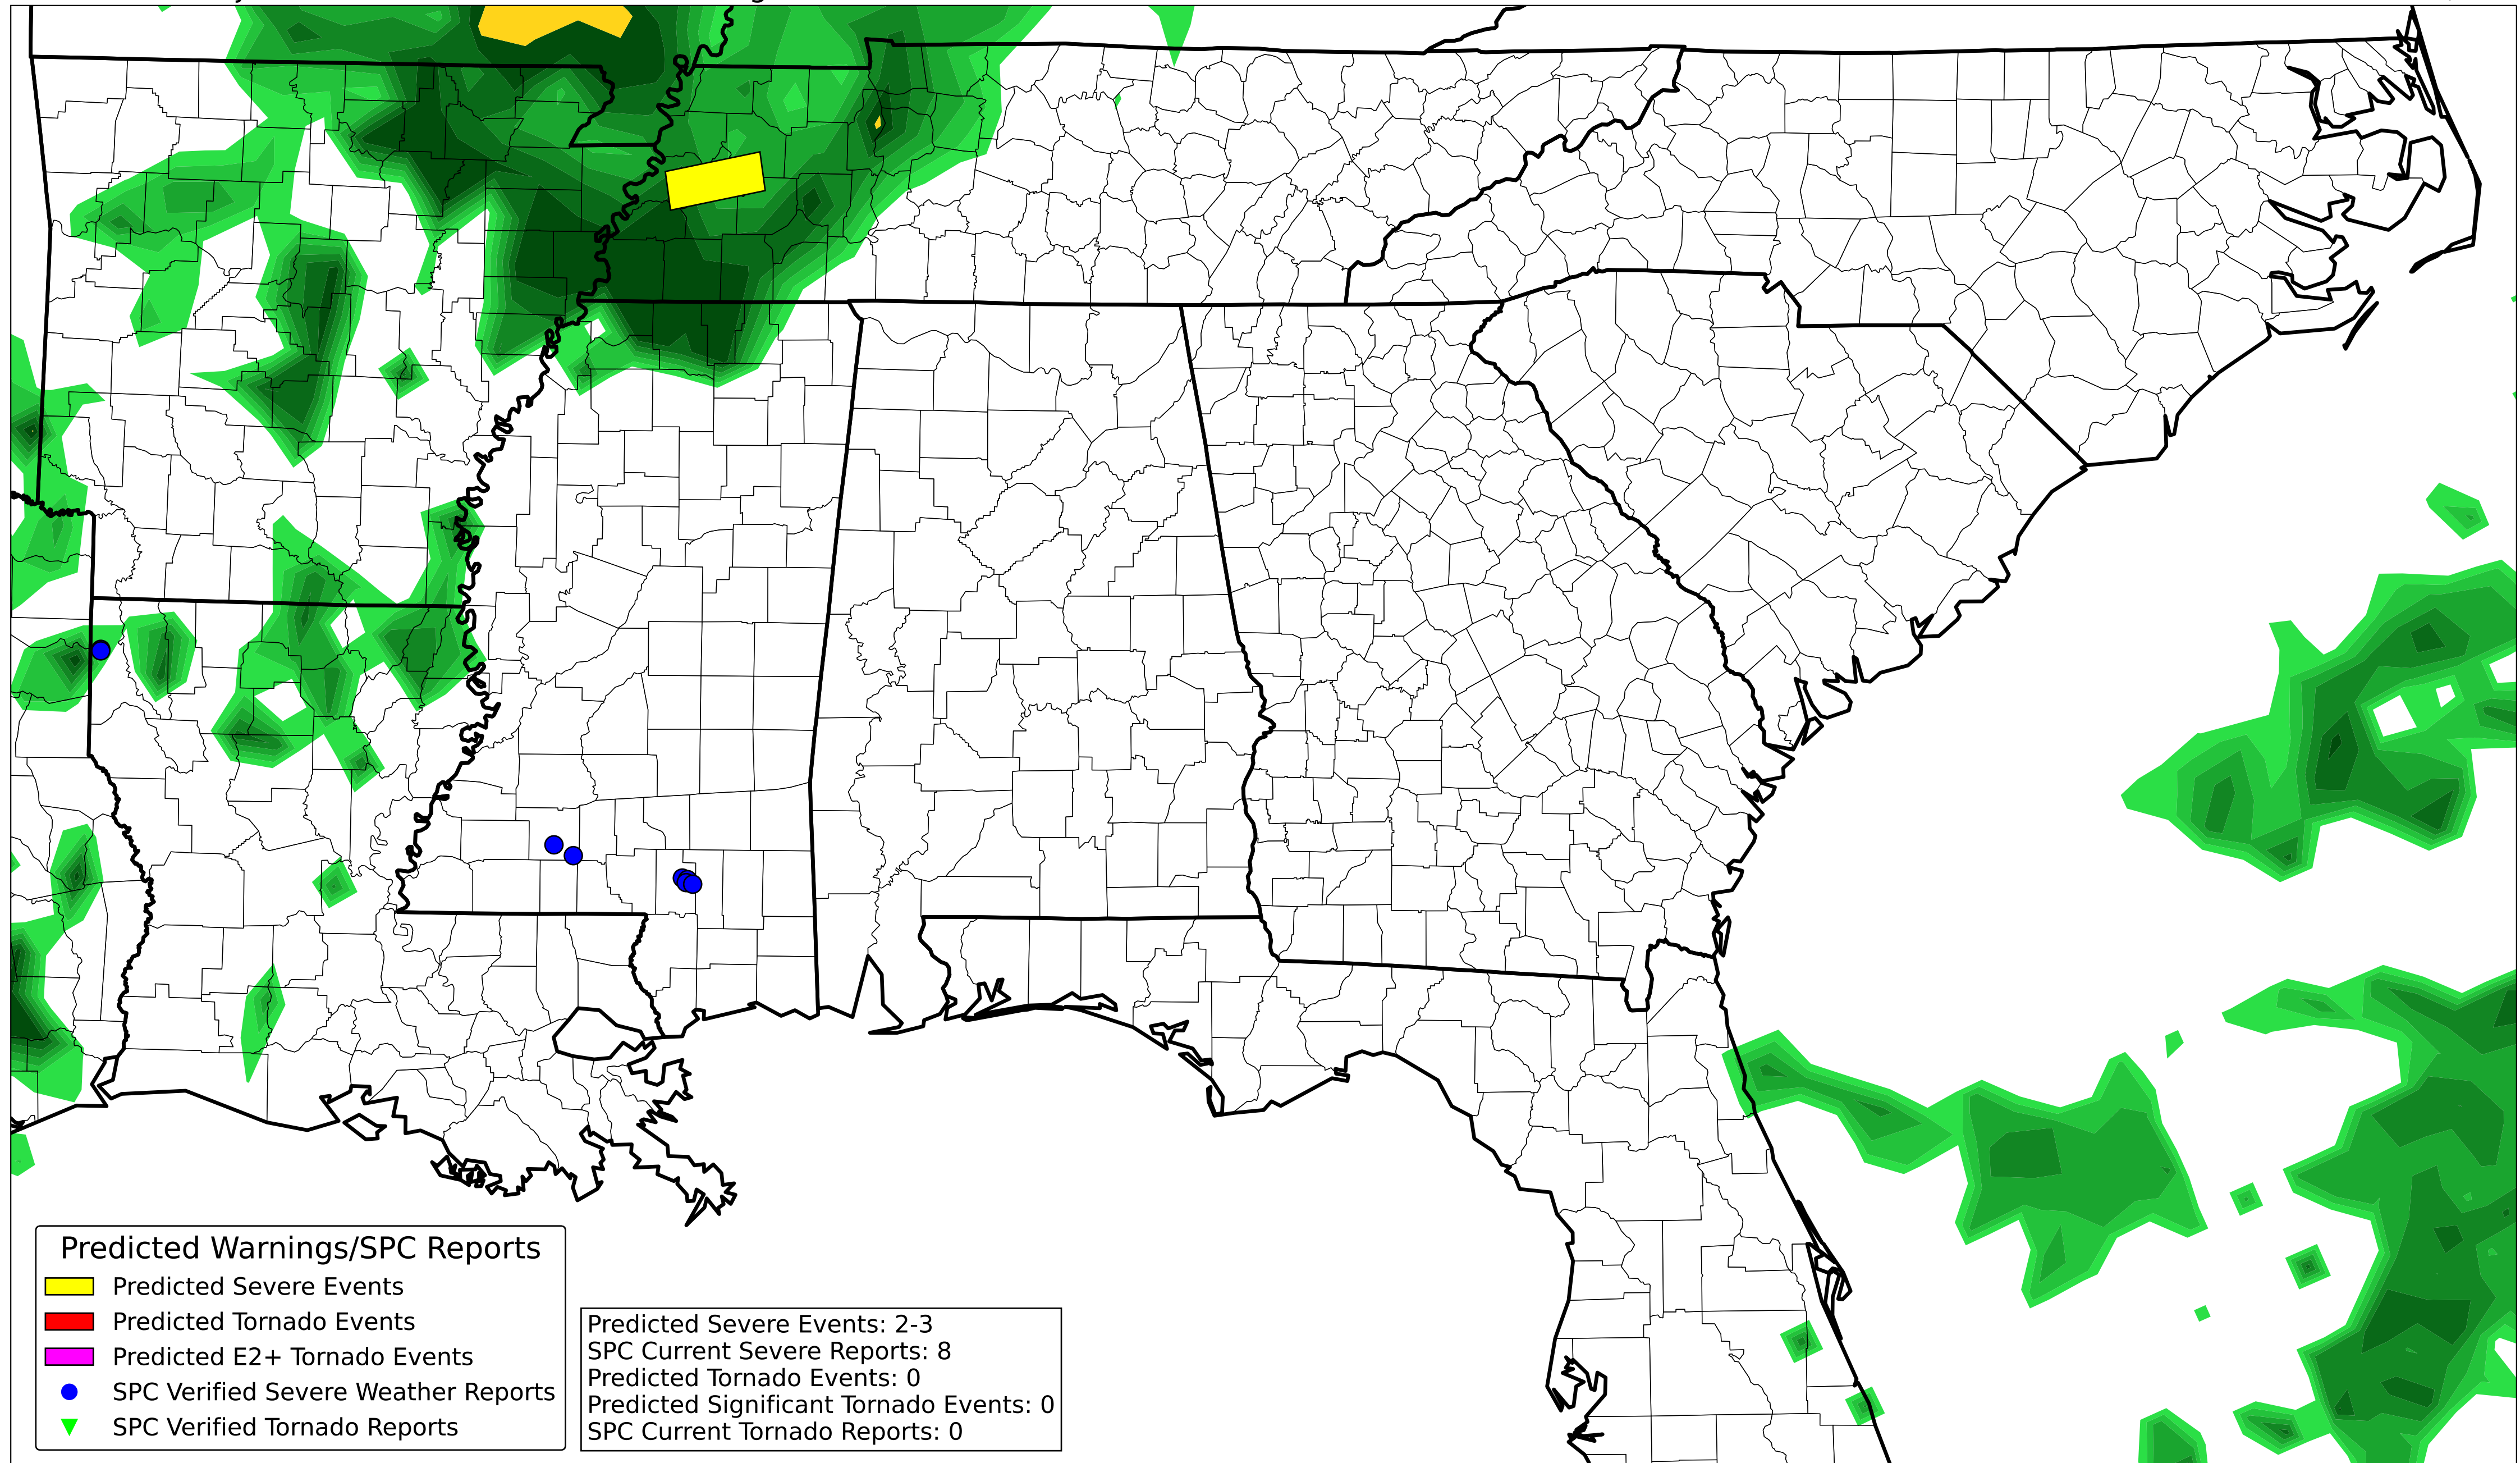 Predicted Warnings/SPC Reports
Predicted Severe Events
Predicted Tornado Events
Predicted E2+ Tornado Events
SPC Verified Severe Weather Reports
SPC Verified Tornado Reports
Predicted Severe Events: 2-3
SPC Current Severe Reports: 8
Predicted Tornado Events: 0
Predicted Significant Tornado Events: 0
SPC Current Tornado Reports: 0